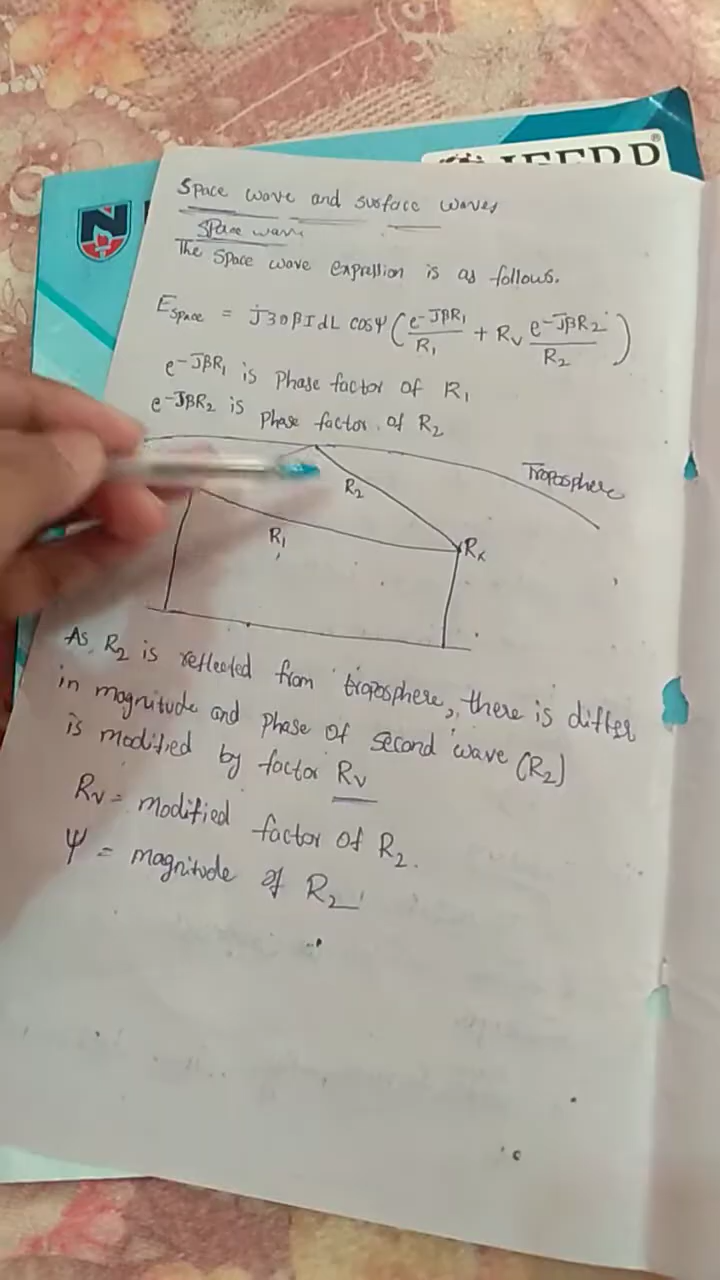 Space wave and surface waves
Space wave
The space wave expression is as follows.
E_space = j30βIdL cosψ (e^-JβR₁/R₁ + Rᵥ e^-JβR₂/R₂)
e^-JβR₁ is Phase factor of R₁
e^-JβR₂ is Phase factor of R₂
Troposphere
R₂
R₁
Rx
As R₂ is reflected from troposphere, there is differ
in magnitude and phase of second wave (R₂)
is modified by factor Rᵥ
Rᵥ = modified factor of R₂.
ψ = magnitude of R₂